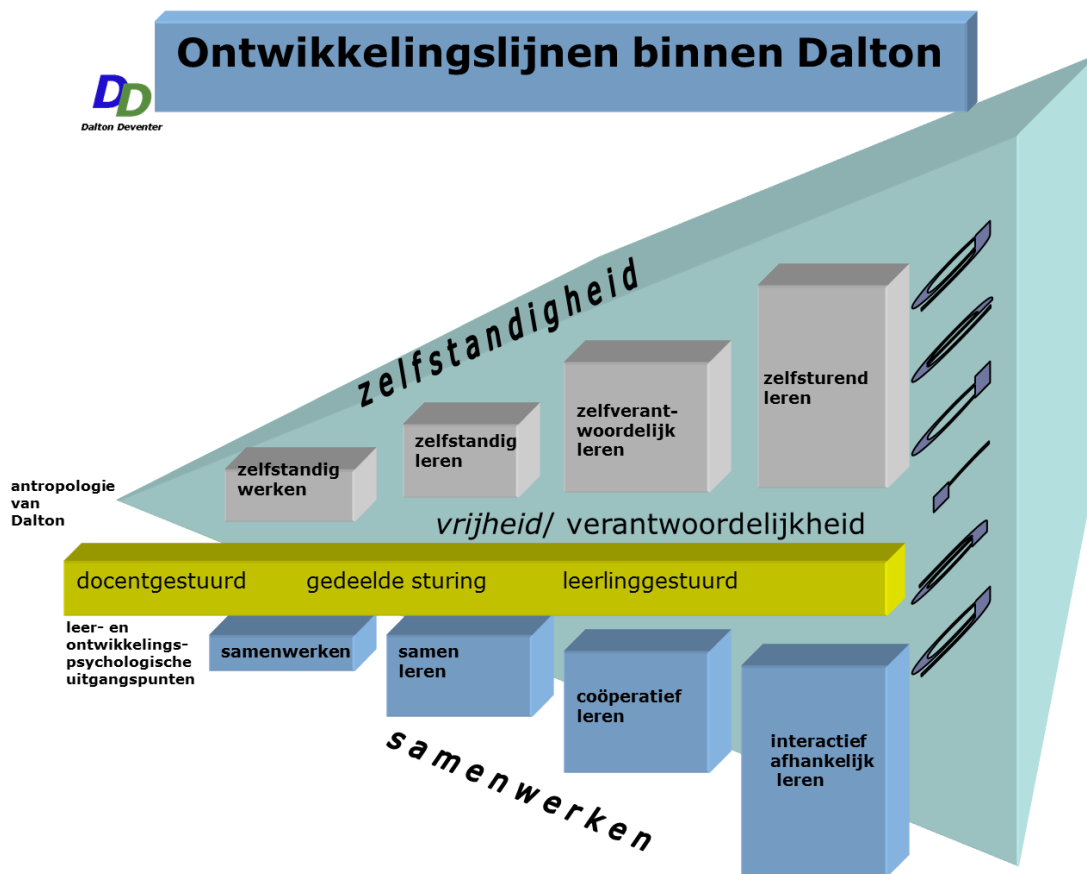 Ontwikkelingslijnen binnen Dalton
DD
Dalton Deventer
zelfstandigheid
zelfsturend
leren
zelfverant-
woordelijk
leren
zelfstandig
leren
zelfstandig
werken
antropologie
van
Dalton
vrijheid/ verantwoordelijkheid
docentgestuurd gedeelde sturing leerlinggestuurd
leer- en
ontwikkelings-
psychologische
uitgangspunten
samenwerken
samen
leren
coöperatief
leren
interactief
afhankelijk
leren
samenwerken